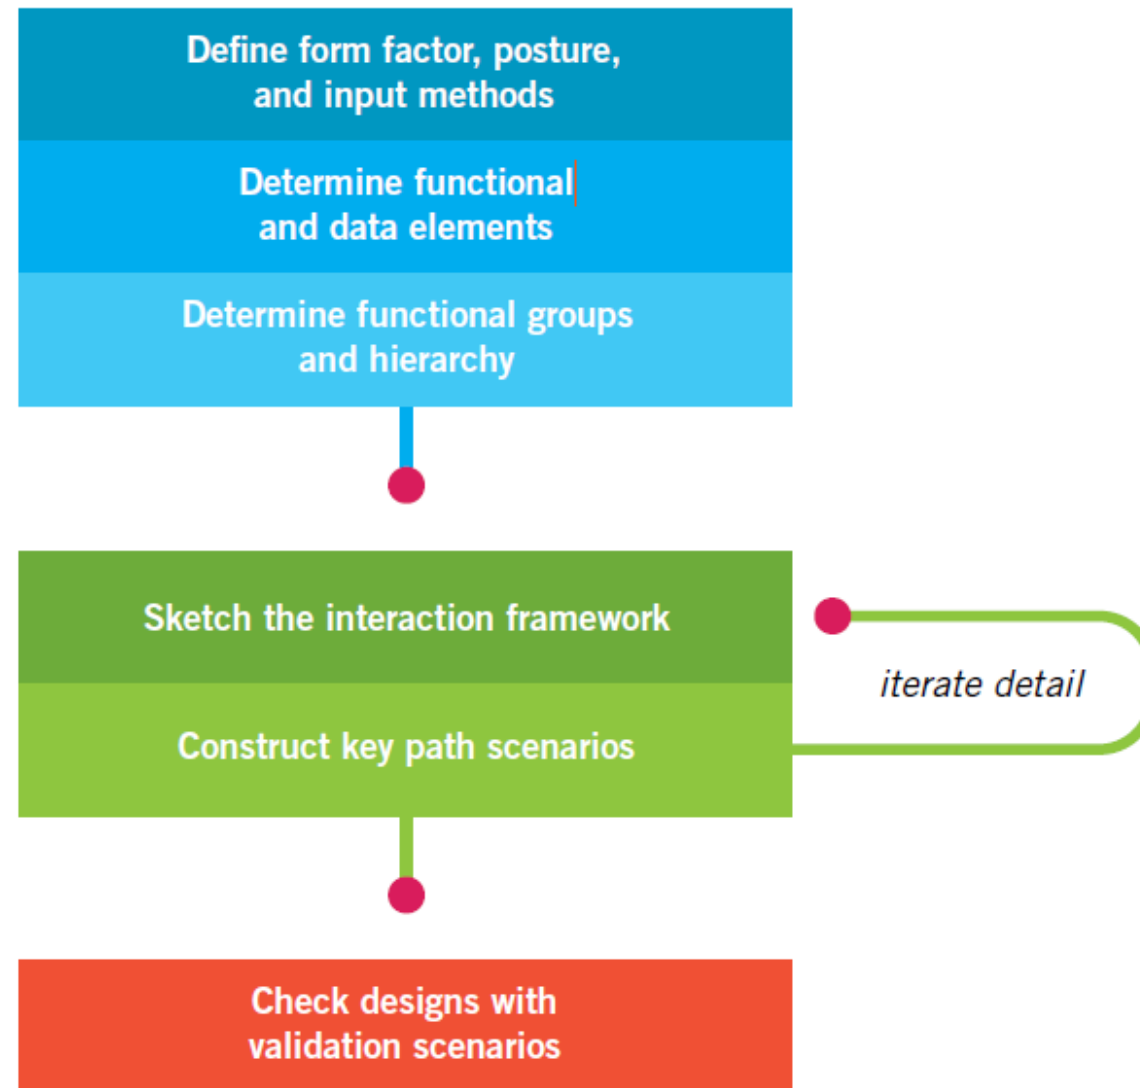 Define form factor, posture,
and input methods
Determine functional
and data elements
Determine functional groups
and hierarchy
Sketch the interaction framework
iterate detail
Construct key path scenarios
Check designs with
validation scenarios